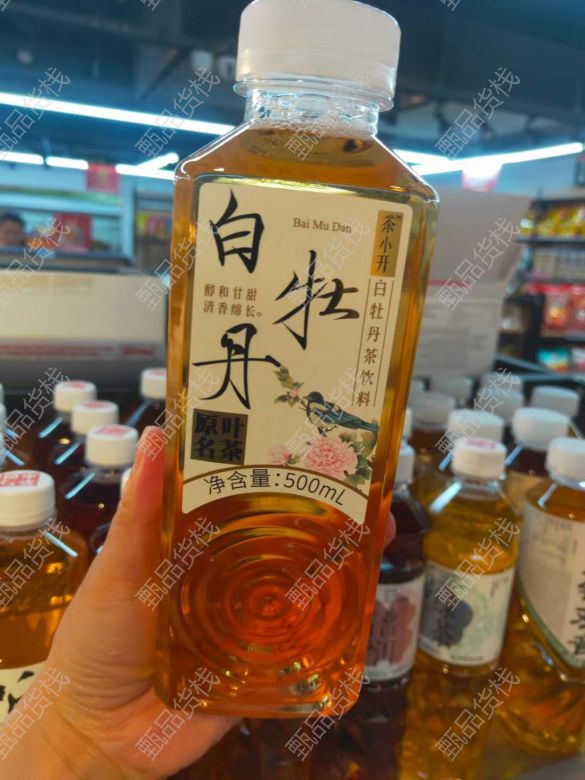 白牡丹
Bai Mu Dan
茶小开
白牡丹茶饮料
醇和甘甜
清香绵长。
原叶
名茶
净含量:500mL
甄品货栈